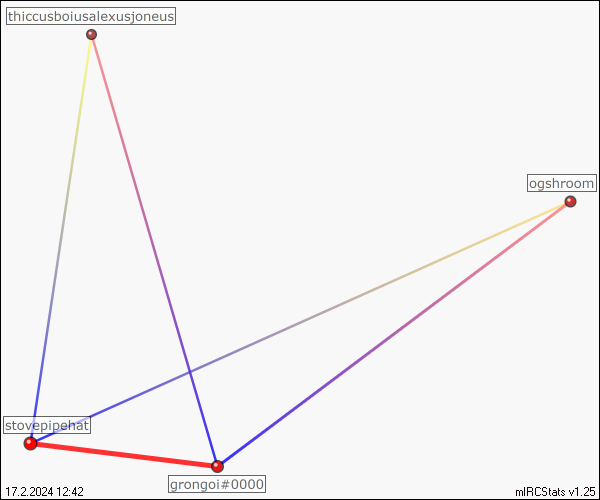 thiccusboiusalexusjoneus
ogshroom
stovepipehat
grongoi#0000
17.2.2024 12:42
mIRCStats v1.25